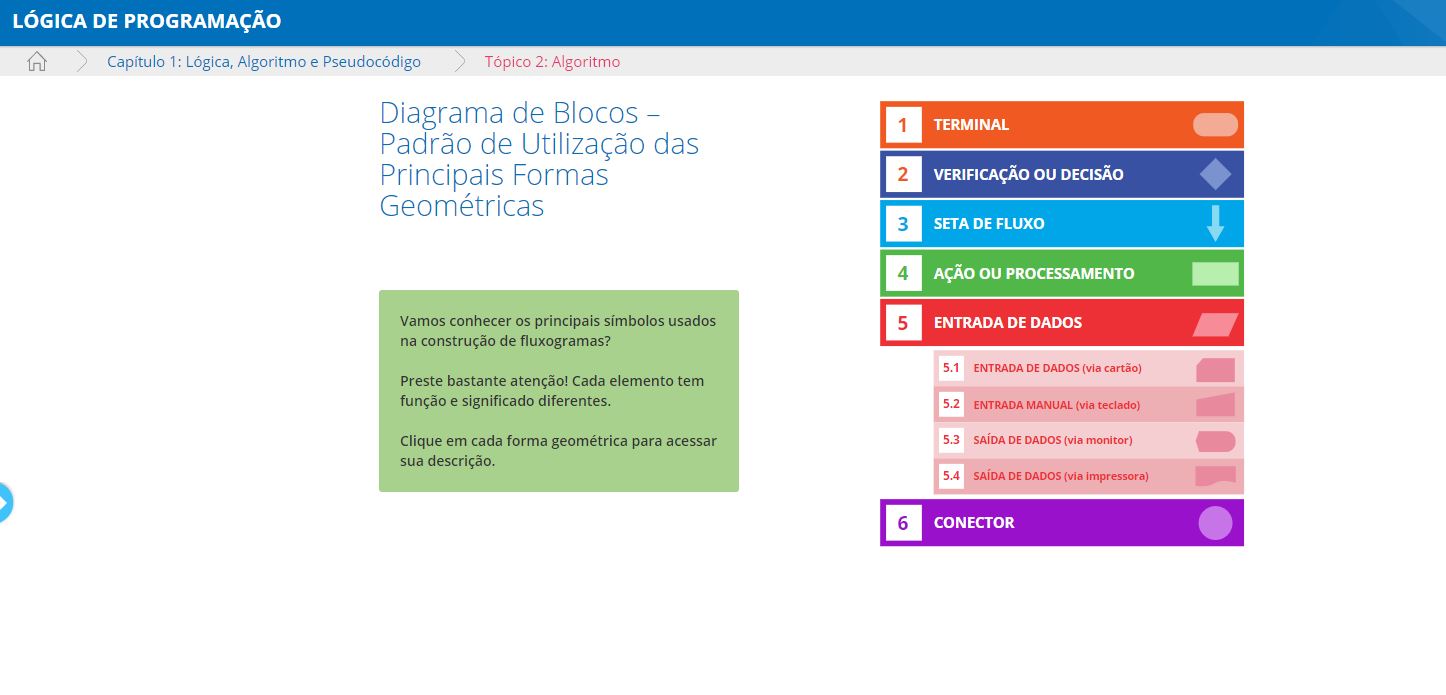 LÓGICA DE PROGRAMAÇÃO
Capítulo 1: Lógica, Algoritmo e Pseudocódigo
Tópico 2: Algoritmo
Diagrama de Blocos –
Padrão de Utilização das
Principais Formas
Geométricas
Vamos conhecer os principais símbolos usados
na construção de fluxogramas?
Preste bastante atenção! Cada elemento tem
função e significado diferentes.
Clique em cada forma geométrica para acessar
sua descrição.
1 TERMINAL
2 VERIFICAÇÃO OU DECISÃO
3 SETA DE FLUXO
4 AÇÃO OU PROCESSAMENTO
5 ENTRADA DE DADOS
5.1 ENTRADA DE DADOS (via cartão)
5.2 ENTRADA MANUAL (via teclado)
5.3 SAÍDA DE DADOS (via monitor)
5.4 SAÍDA DE DADOS (via impressora)
6 CONECTOR